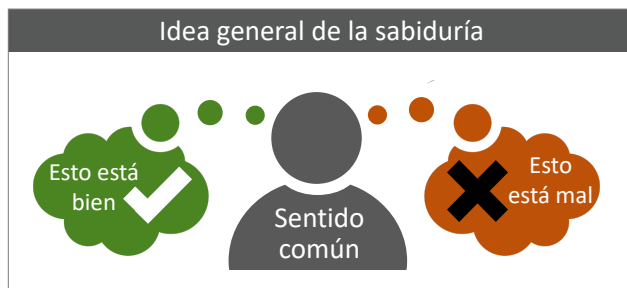 Idea general de la sabiduría
Esto está
bien
Sentido
común
Esto
está mal